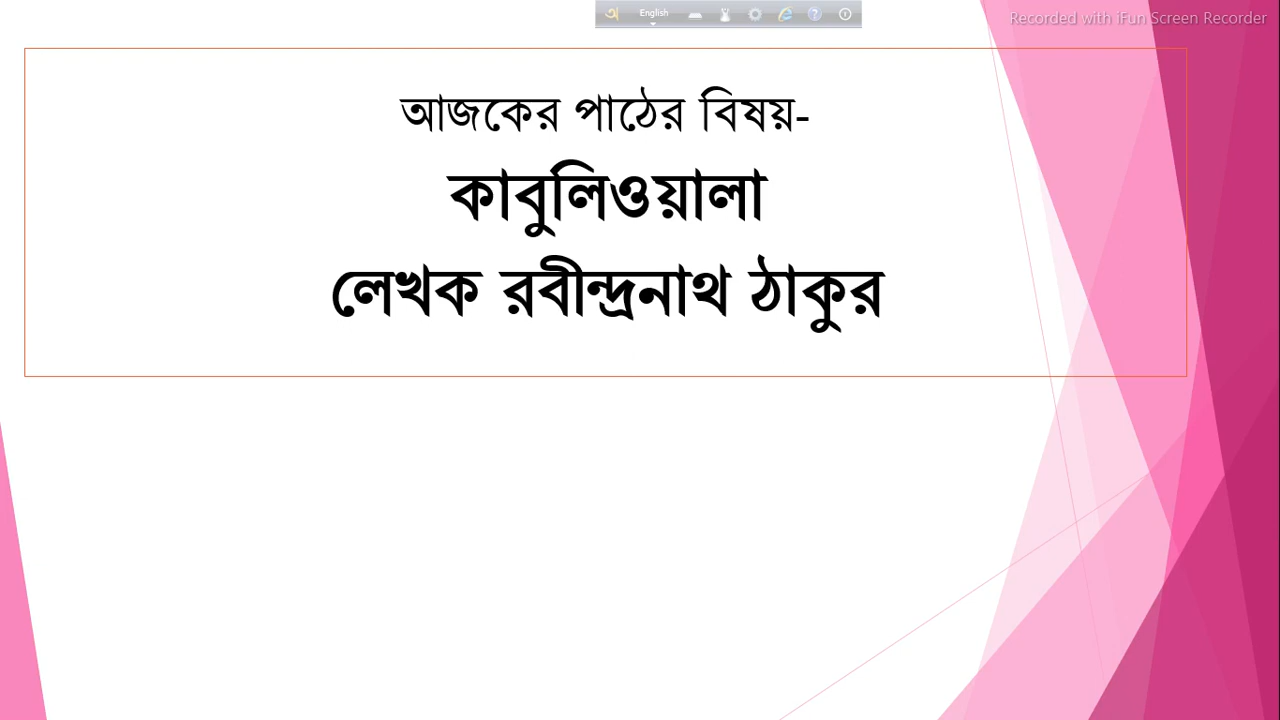 English
Recorded with iFun Screen Recorder
আজকের পাঠের বিষয়-
কাবুলিওয়ালা
লেখক রবীন্দ্রনাথ ঠাকুর